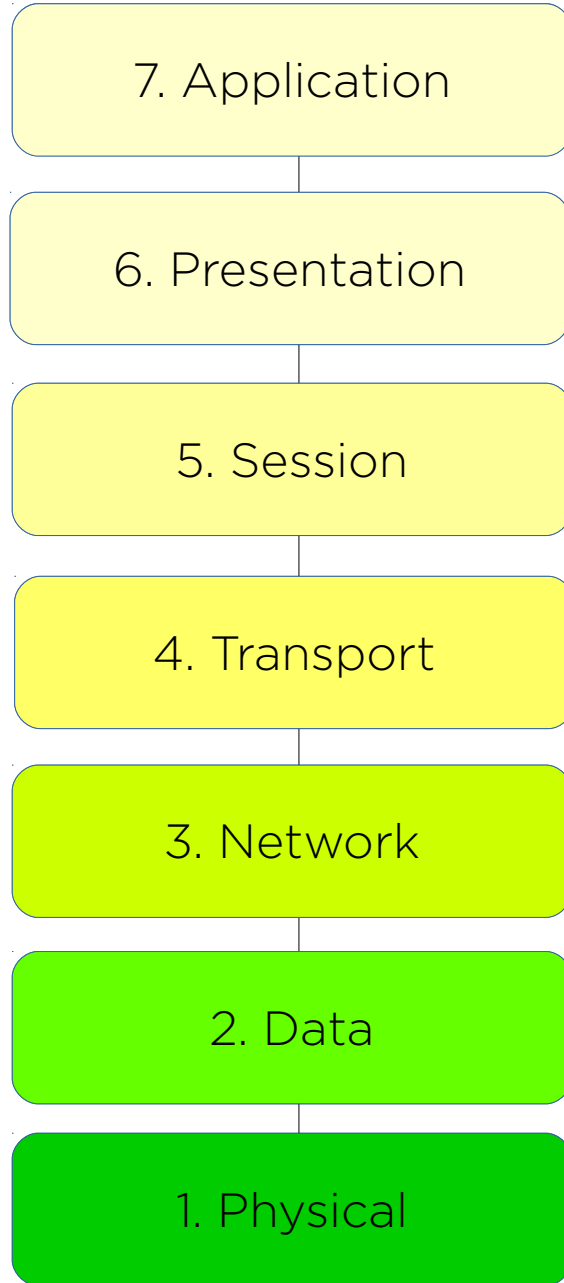 7. Application
6. Presentation
5. Session
4. Transport
3. Network
2. Data
1. Physical